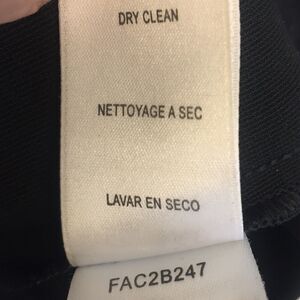 DRY CLEAN
NETTOYAGE A SEC
LAVAR EN SECO
FAC2B247